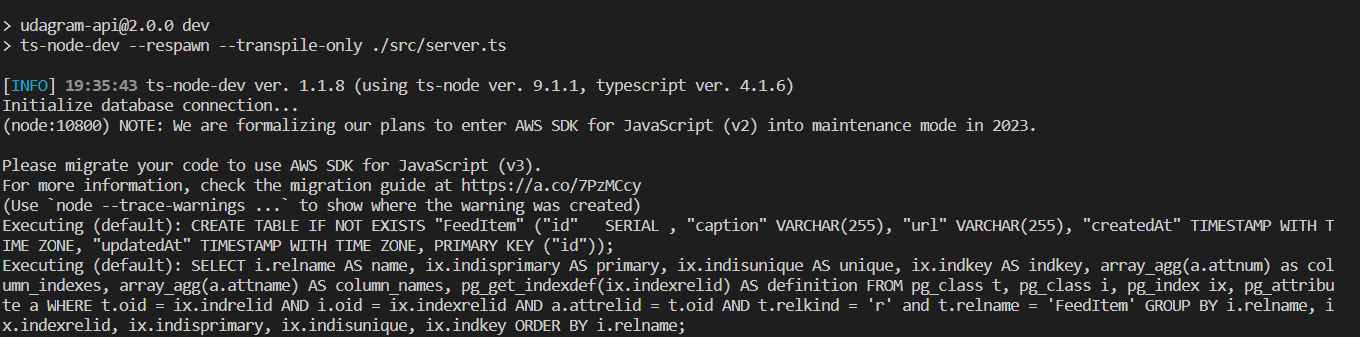 > udagram-api@2.0.0 dev
> ts-node-dev --respawn --transpile-only ./src/server.ts
[INFO] 19:35:43 ts-node-dev ver. 1.1.8 (using ts-node ver. 9.1.1, typescript ver. 4.1.6)
Initialize database connection...
(node:10800) NOTE: We are formalizing our plans to enter AWS SDK for JavaScript (v2) into maintenance mode in 2023.
Please migrate your code to use AWS SDK for JavaScript (v3).
For more information, check the migration guide at https://a.co/7PzMCcy
(Use `node --trace-warnings ...` to show where the warning was created)
Executing (default): CREATE TABLE IF NOT EXISTS "FeedItem" ("id"   SERIAL , "caption" VARCHAR(255), "url" VARCHAR(255), "createdAt" TIMESTAMP WITH T
IME ZONE, "updatedAt" TIMESTAMP WITH TIME ZONE, PRIMARY KEY ("id"));
Executing (default): SELECT i.relname AS name, ix.indisprimary AS primary, ix.indisunique AS unique, ix.indkey AS indkey, array_agg(a.attnum) as col
umn_indexes, array_agg(a.attname) AS column_names, pg_get_indexdef(ix.indexrelid) AS definition FROM pg_class t, pg_class i, pg_index ix, pg_attribu
te a WHERE t.oid = ix.indrelid AND i.oid = ix.indexrelid AND a.attrelid = t.oid AND t.relkind = 'r' and t.relname = 'FeedItem' GROUP BY i.relname, i
x.indexrelid, ix.indisprimary, ix.indisunique, ix.indkey ORDER BY i.relname;